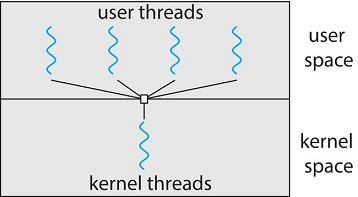 user threads
user
space
kernel
space
kernel threads